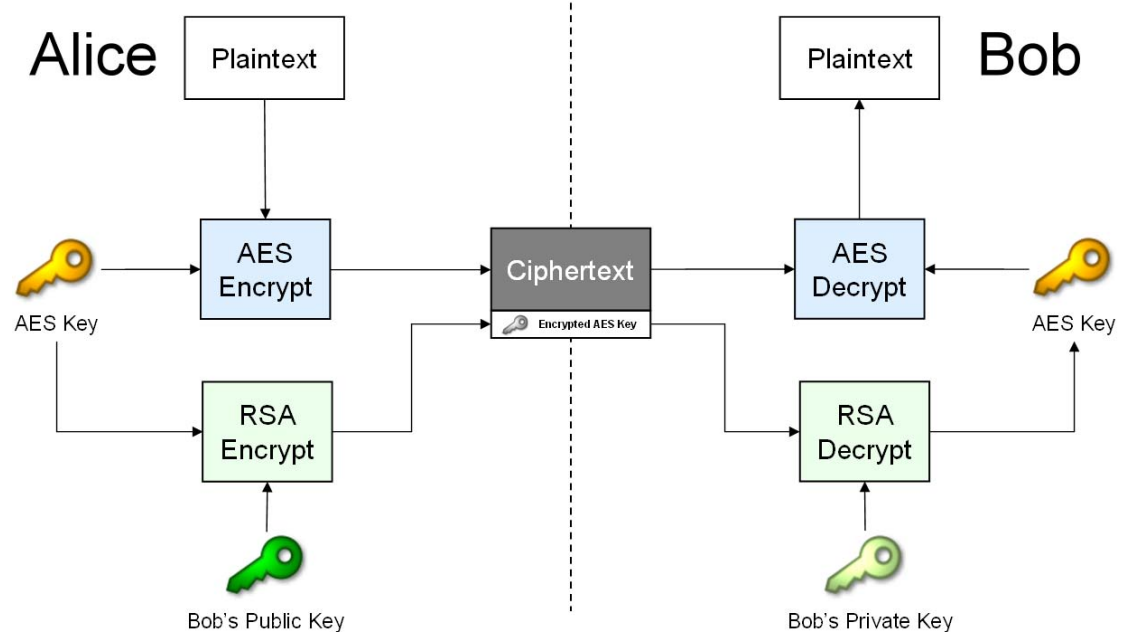 Alice
Plaintext
Plaintext
Bob
AES
Encrypt
Ciphertext
AES
Decrypt
AES Key
Encrypted AES Key
AES Key
RSA
Encrypt
RSA
Decrypt
Bob's Public Key
Bob's Private Key